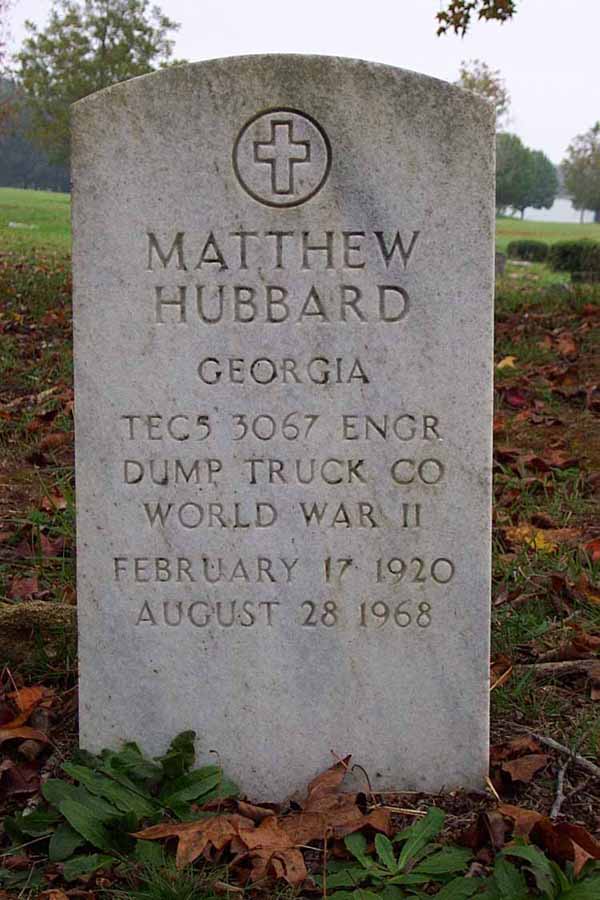 MATTHEW
HUBBARD
GEORGIA
TEC5 3067 ENGR
DUMP TRUCK CO
WORLD WAR II
FEBRUARY 17 1920
AUGUST 28 1968